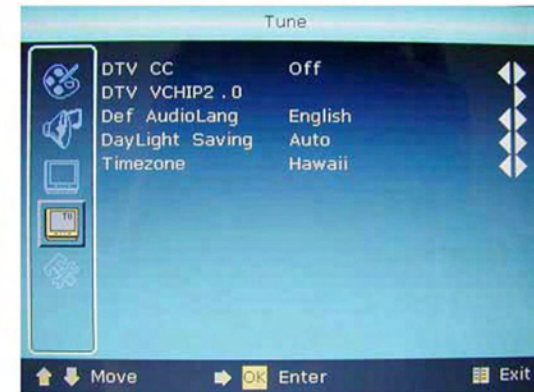 Tune
DTV CC Off
DTV VCHIP2.0
Def AudioLang English
DayLight Saving Auto
Timezone Hawaii
Move OK Enter Exit